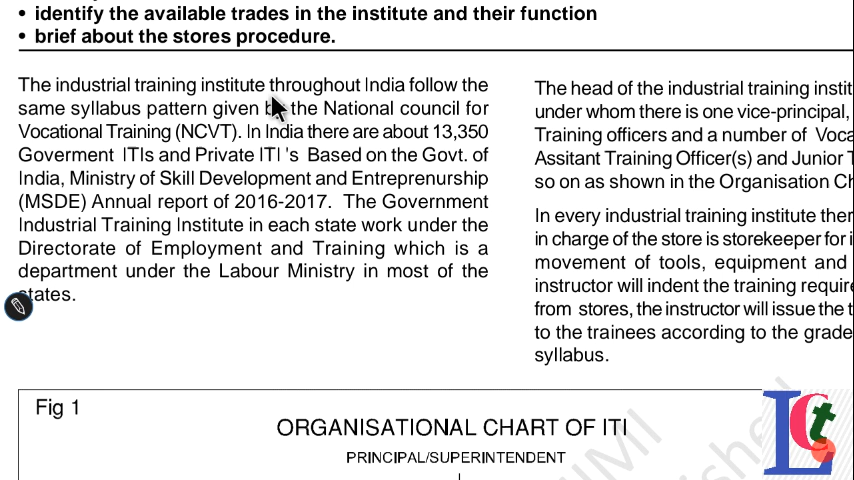 • identify the available trades in the institute and their function
• brief about the stores procedure.
The industrial training institute throughout India follow the
same syllabus pattern given by the National council for
Vocational Training (NCVT). In India there are about 13,350
Goverment ITIs and Private ITI 's Based on the Govt. of
India, Ministry of Skill Development and Entreprenurship
(MSDE) Annual report of 2016-2017. The Government
Industrial Training Institute in each state work under the
Directorate of Employment and Training which is a
department under the Labour Ministry in most of the
states.
The head of the industrial training instit
under whom there is one vice-principal,
Training officers and a number of Voca
Assitant Training Officer(s) and Junior T
so on as shown in the Organisation Ch
In every industrial training institute ther
in charge of the store is storekeeper for i
movement of tools, equipment and
instructor will indent the training require
from stores, the instructor will issue the t
to the trainees according to the grade
syllabus.
Fig 1
ORGANISATIONAL CHART OF ITI
PRINCIPAL/SUPERINTENDENT
NIMI
LCt